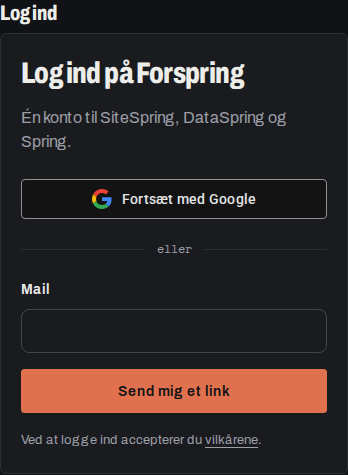 Log ind
Log ind på Forspring
Én konto til SiteSpring, DataSpring og
Spring.
Fortsæt med Google
eller
Mail
Send mig et link
Ved at logge ind accepterer du vilkårene.